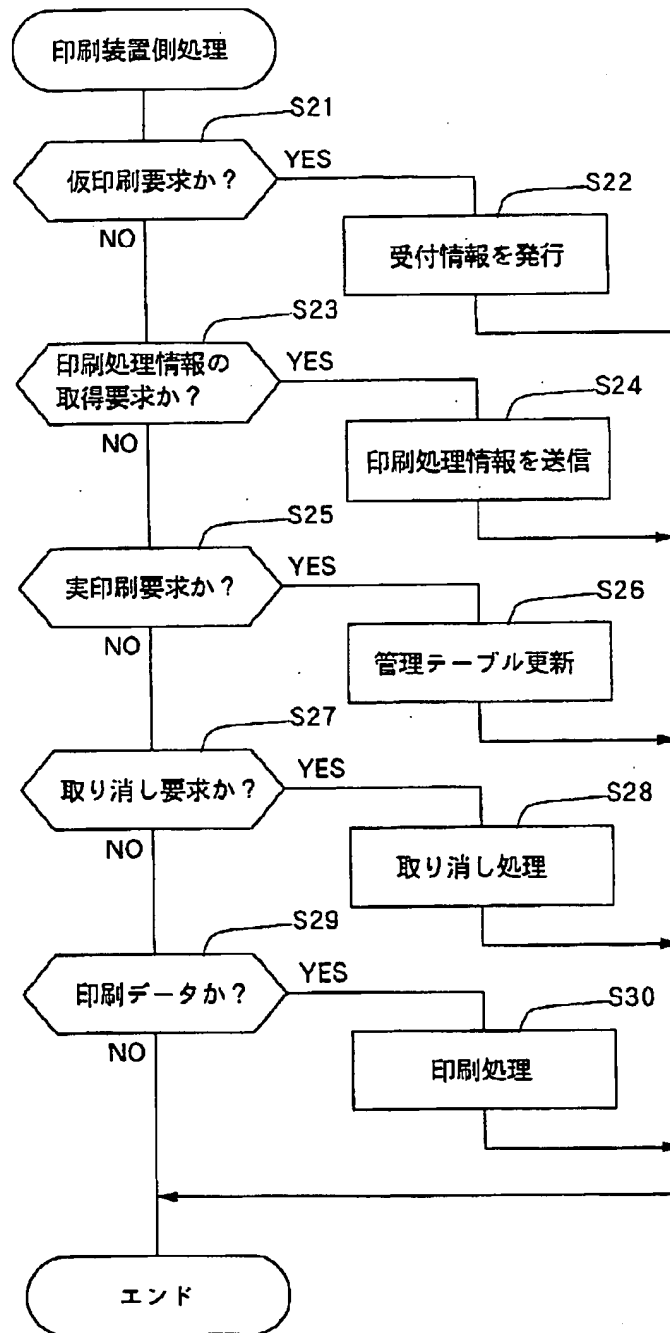 印刷装置側処理
S21
仮印刷要求か？
YES
S22
NO
受付情報を発行
S23
印刷処理情報の
取得要求か？
YES
S24
NO
印刷処理情報を送信
S25
実印刷要求か？
YES
S26
NO
管理テーブル更新
S27
取り消し要求か？
YES
S28
NO
取り消し処理
S29
印刷データか？
YES
S30
NO
印刷処理
エンド